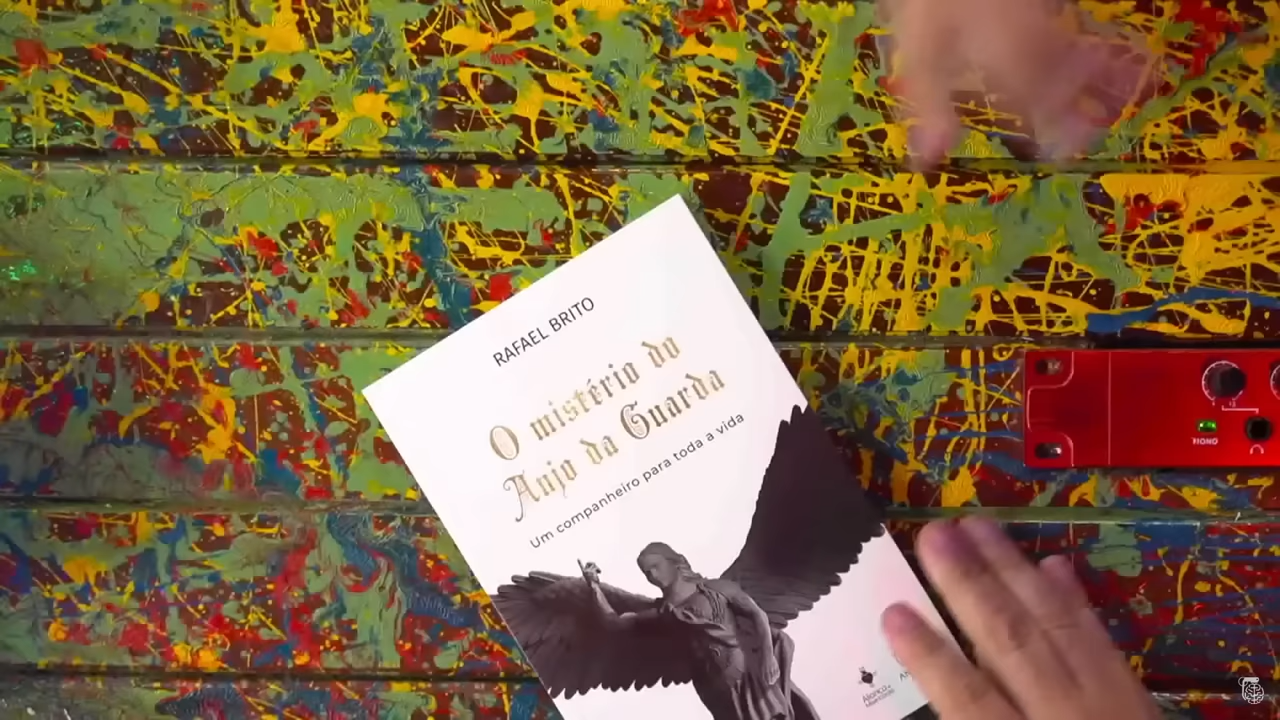 RAFAEL BRITO
O mistério do
Anjo da Guarda
Um companheiro para toda a vida
MONO